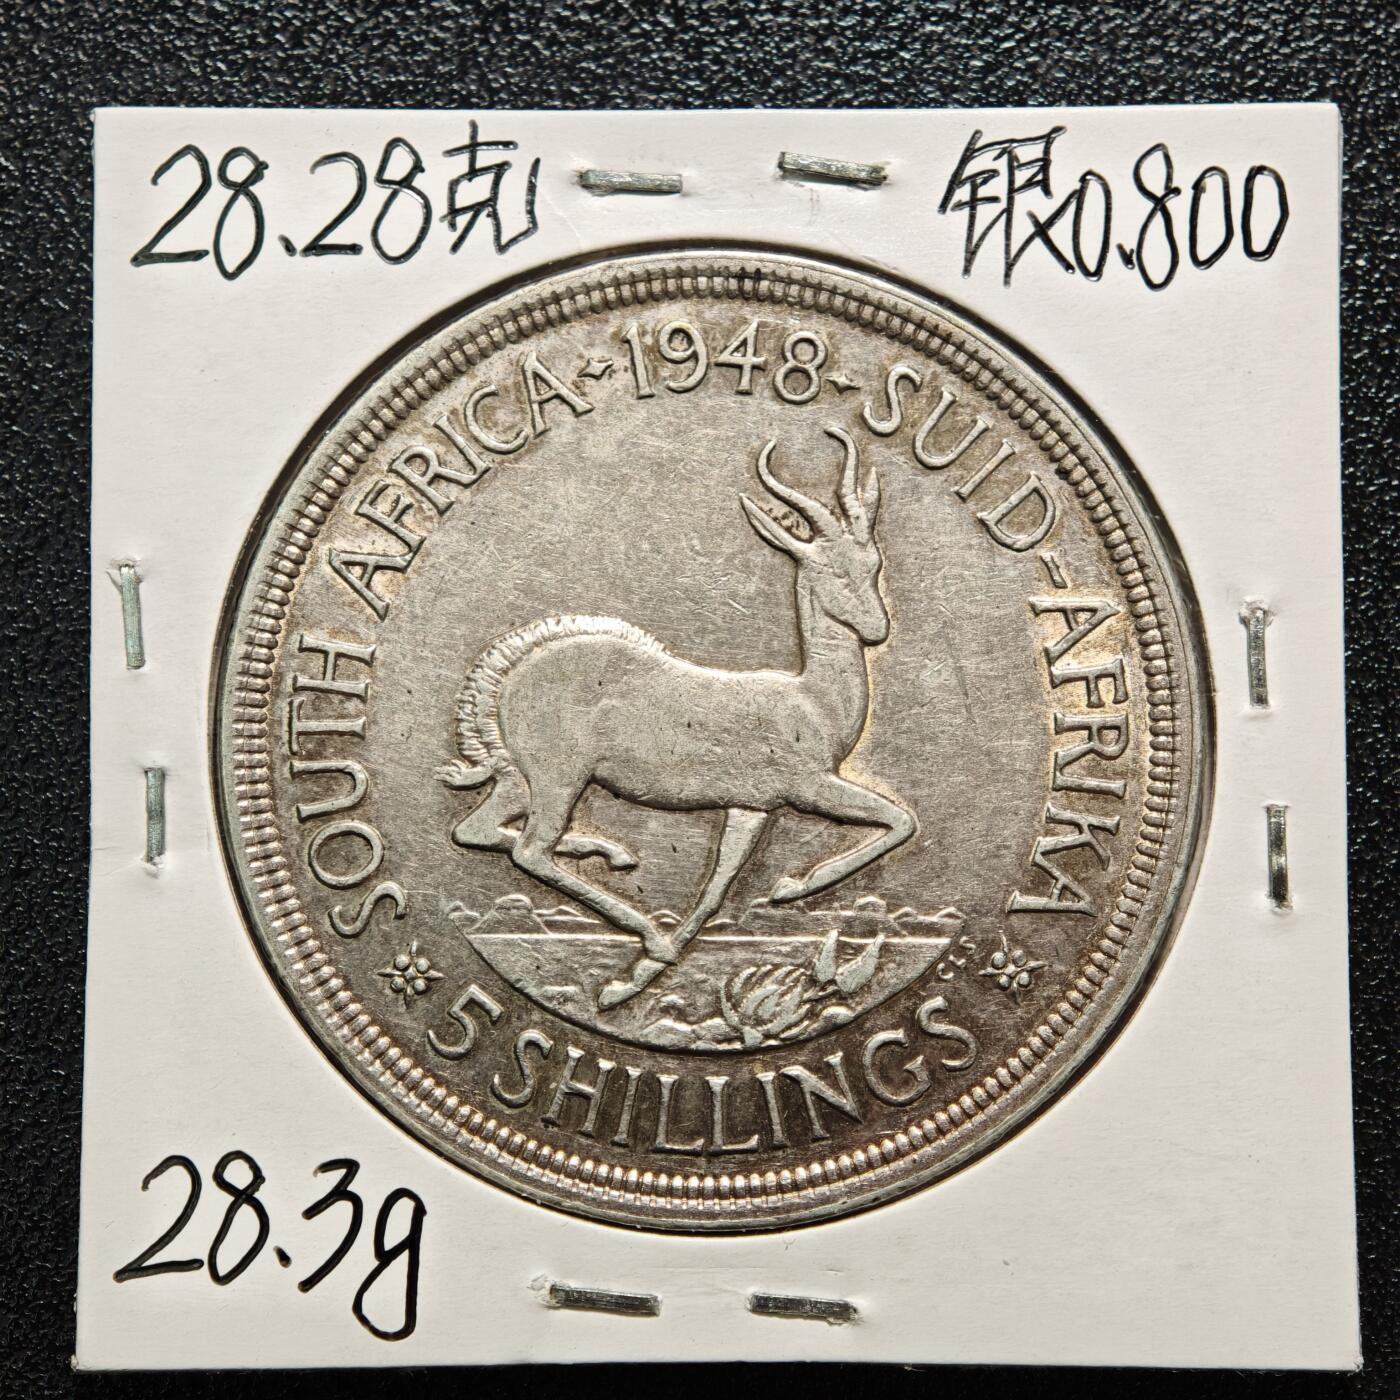 28.28克
银0.800
SOUTH AFRICA · 1948 · SUID-AFRIKA
CLS
5 SHILLINGS
28.3g